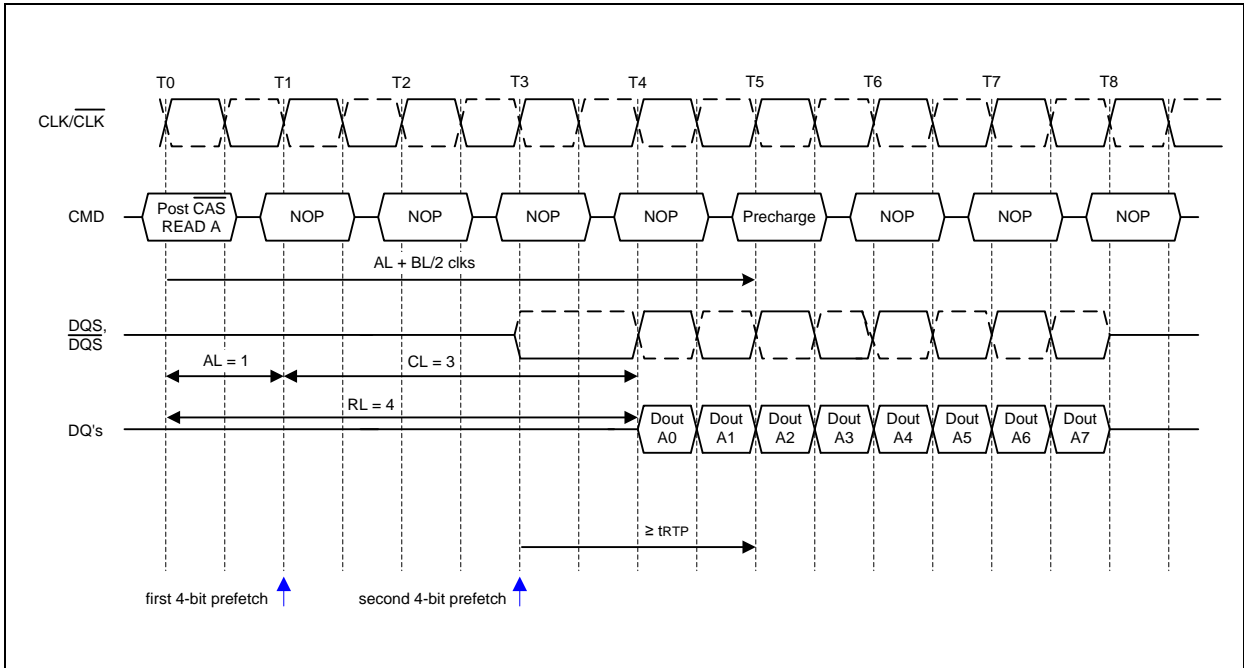 T0 T1 T2 T3 T4 T5 T6 T7 T8
CLK/CLK
CMD
Post CAS
READ A
NOP NOP NOP NOP Precharge NOP NOP NOP
AL + BL/2 clks
DQS,
DQS
AL = 1
CL = 3
RL = 4
DQ's
Dout
A0
Dout
A1
Dout
A2
Dout
A3
Dout
A4
Dout
A5
Dout
A6
Dout
A7
≥ tRTP
first 4-bit prefetch
second 4-bit prefetch